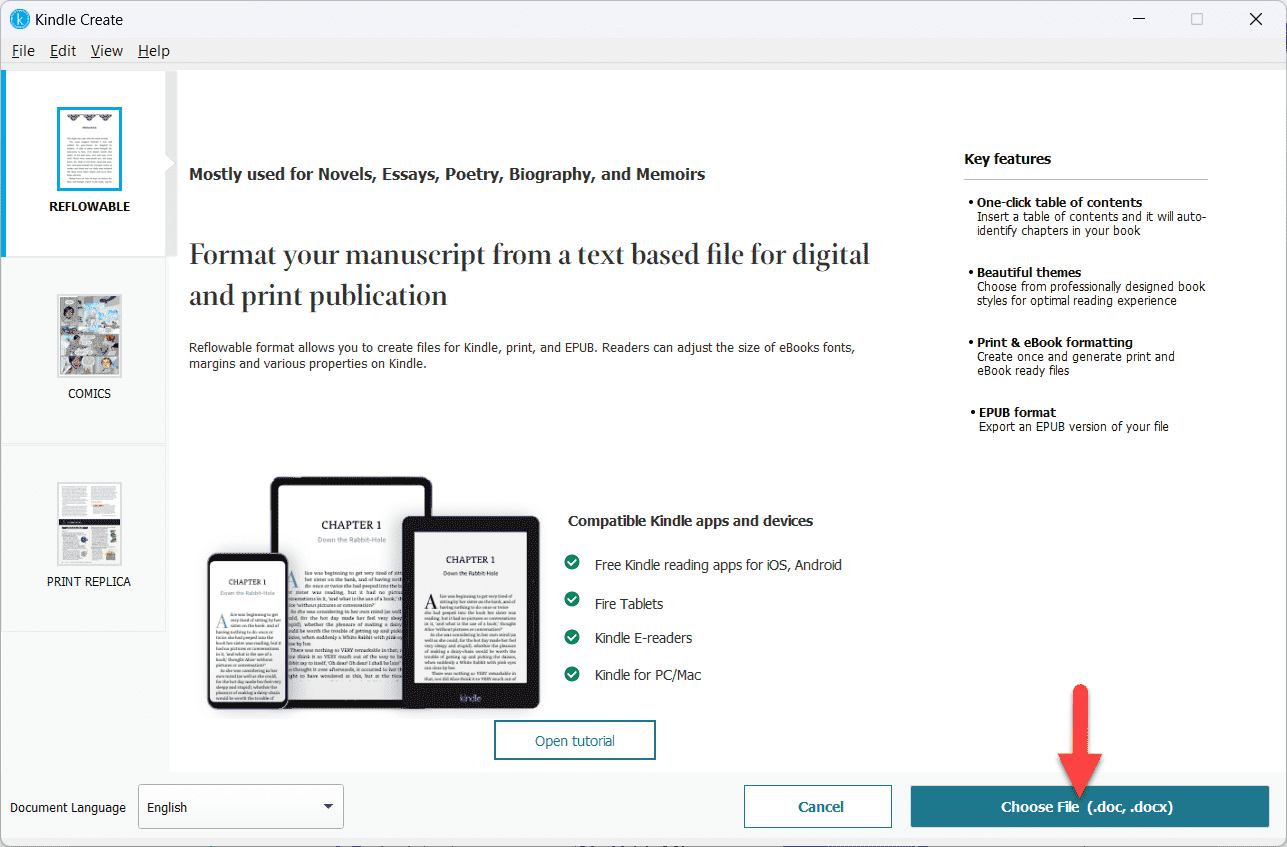 Kindle Create
File Edit View Help
REFLOWABLE
COMICS
PRINT REPLICA
Mostly used for Novels, Essays, Poetry, Biography, and Memoirs
Format your manuscript from a text based file for digital
and print publication
Reflowable format allows you to create files for Kindle, print, and EPUB. Readers can adjust the size of eBooks fonts,
margins and various properties on Kindle.
Key features
• One-click table of contents
Insert a table of contents and it will auto-
identify chapters in your book
• Beautiful themes
Choose from professionally designed book
styles for optimal reading experience
• Print & eBook formatting
Create once and generate print and
eBook ready files
• EPUB format
Export an EPUB version of your file
CHAPTER 1
Down the Rabbit-Hole
CHAPTER 1
Down the Rabbit-Hole
CHAPTER 1
Down the Rabbit-Hole
kindle
Compatible Kindle apps and devices
Free Kindle reading apps for iOS, Android
Fire Tablets
Kindle E-readers
Kindle for PC/Mac
Open tutorial
Document Language
English
Cancel
Choose File (.doc, .docx)